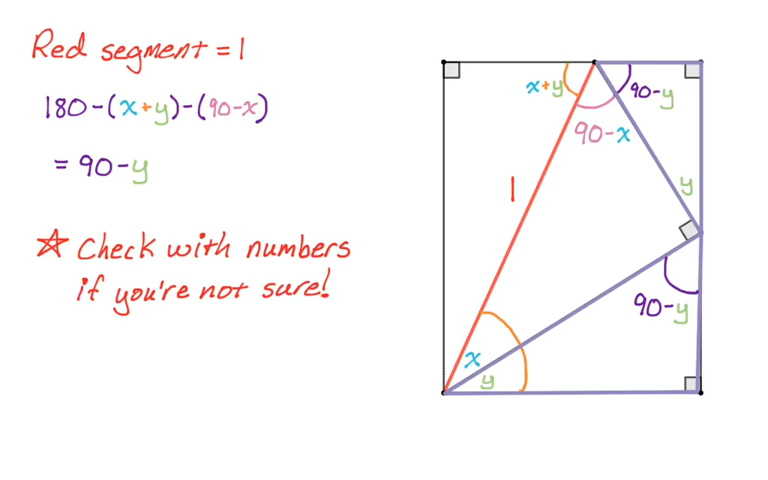 Red segment = 1
180-(x+y)-(90-x)
= 90-y
☆ Check with numbers
if you're not sure!
x+y
90-y
90-x
1
y
90-y
x
y